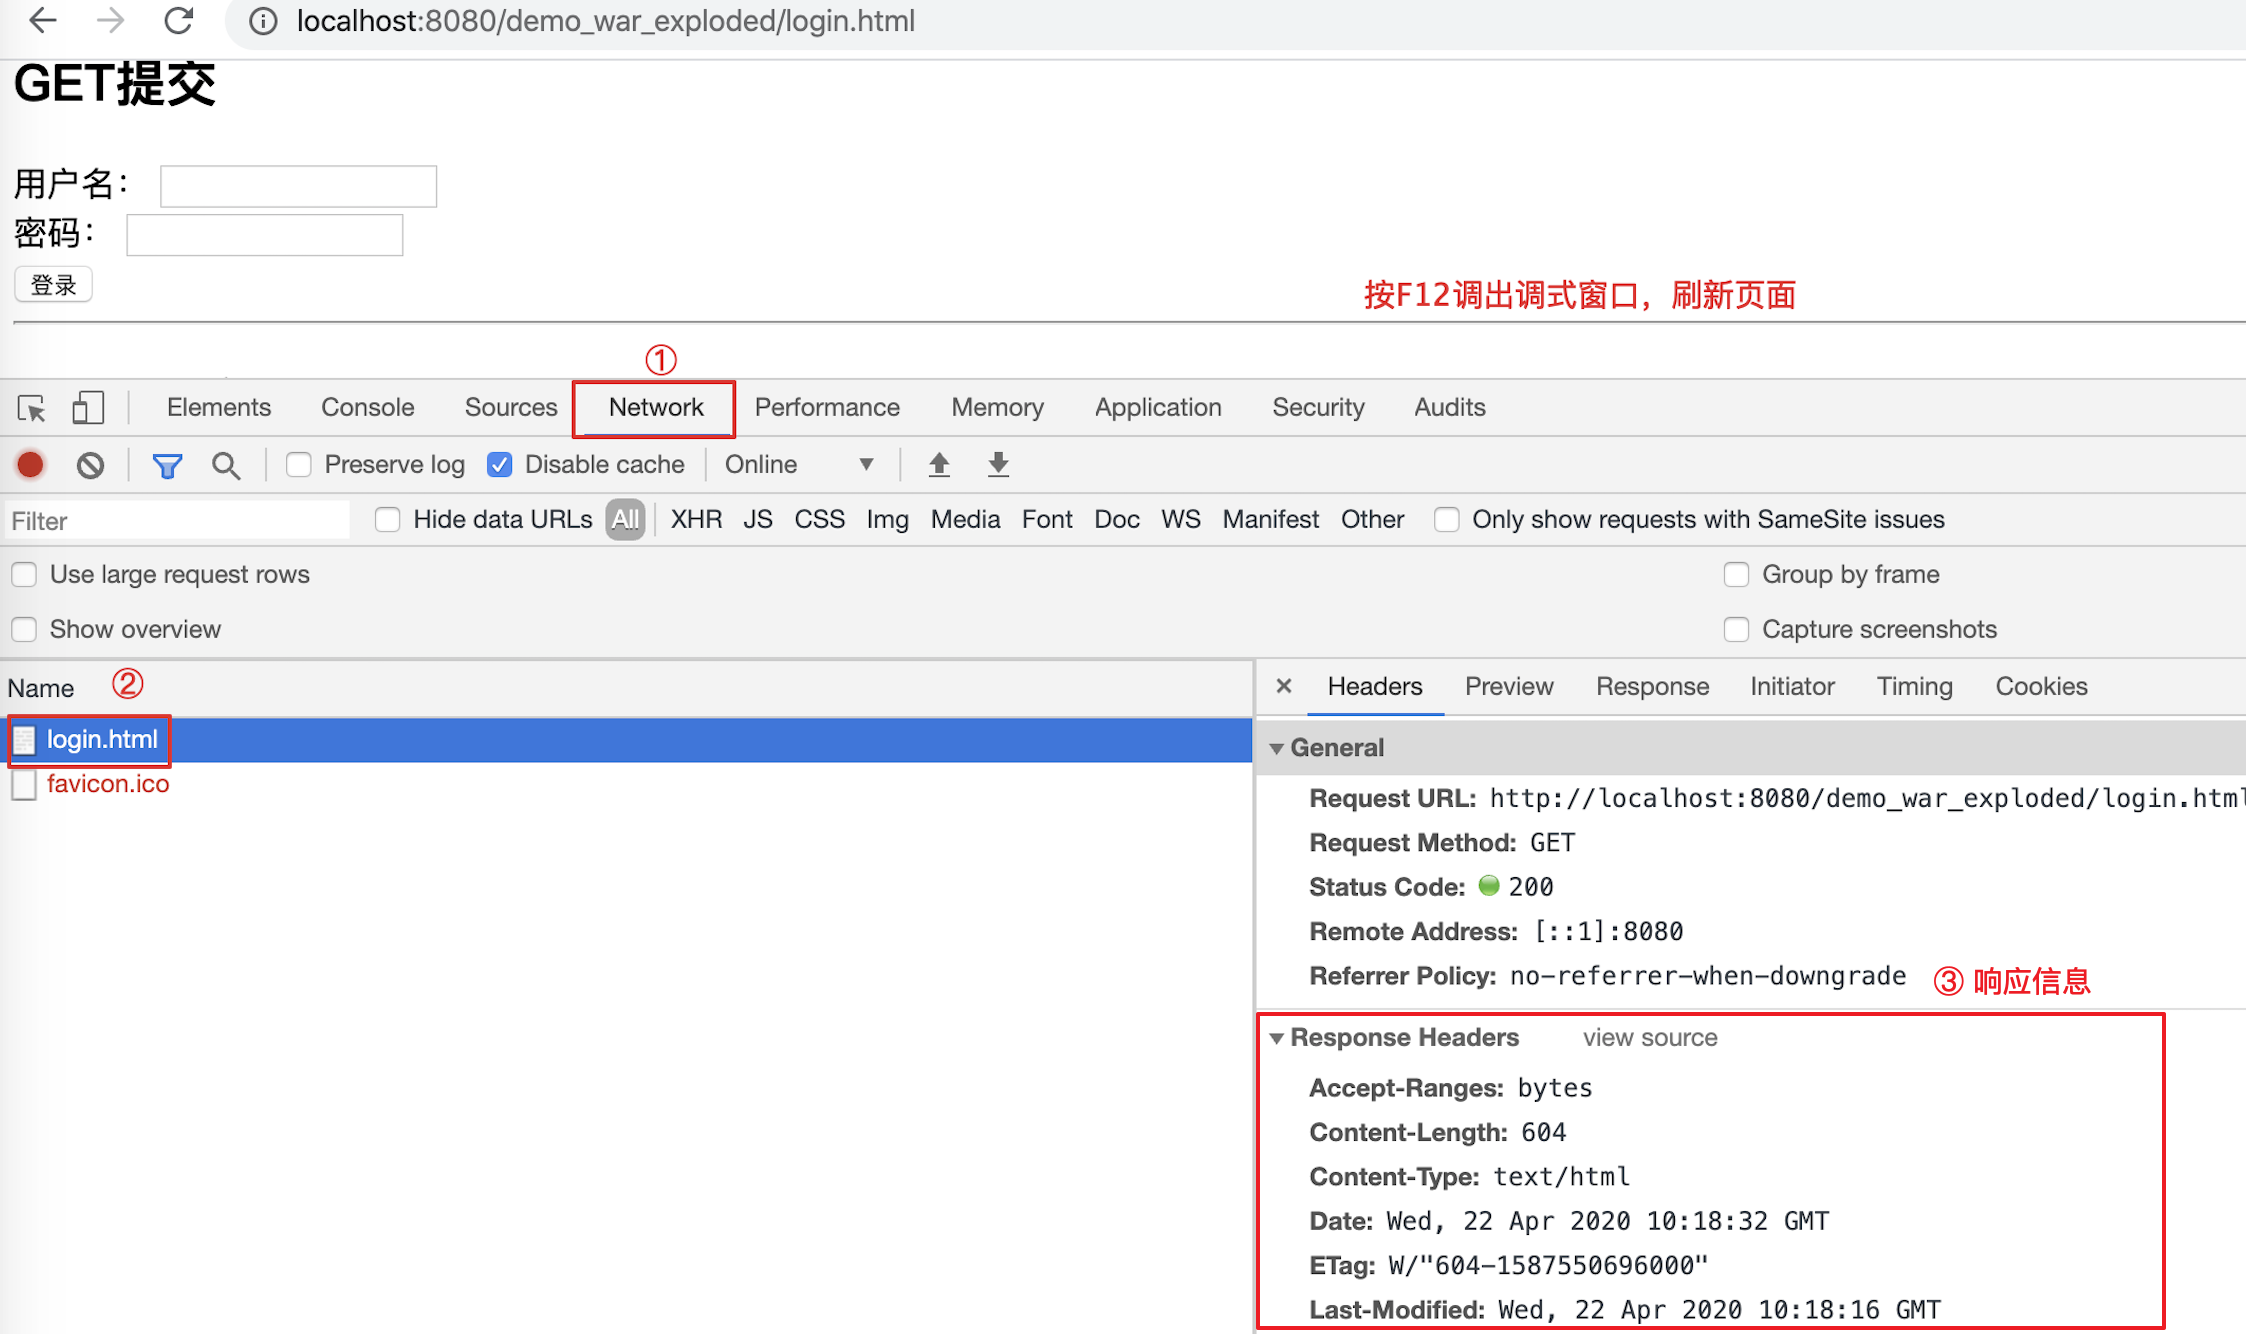 localhost:8080/demo_war_exploded/login.html
GET提交
用户名：
密码：
登录
按F12调出调式窗口，刷新页面
①
Elements Console Sources Network Performance Memory Application Security Audits
Preserve log Disable cache Online
Filter Hide data URLs All XHR JS CSS Img Media Font Doc WS Manifest Other Only show requests with SameSite issues
Use large request rows Group by frame
Show overview Capture screenshots
Name ② × Headers Preview Response Initiator Timing Cookies
login.html
favicon.ico
General
Request URL: http://localhost:8080/demo_war_exploded/login.html
Request Method: GET
Status Code: 200
Remote Address: [::1]:8080
Referrer Policy: no-referrer-when-downgrade
③ 响应信息
Response Headers view source
Accept-Ranges: bytes
Content-Length: 604
Content-Type: text/html
Date: Wed, 22 Apr 2020 10:18:32 GMT
ETag: W/"604-1587550696000"
Last-Modified: Wed, 22 Apr 2020 10:18:16 GMT